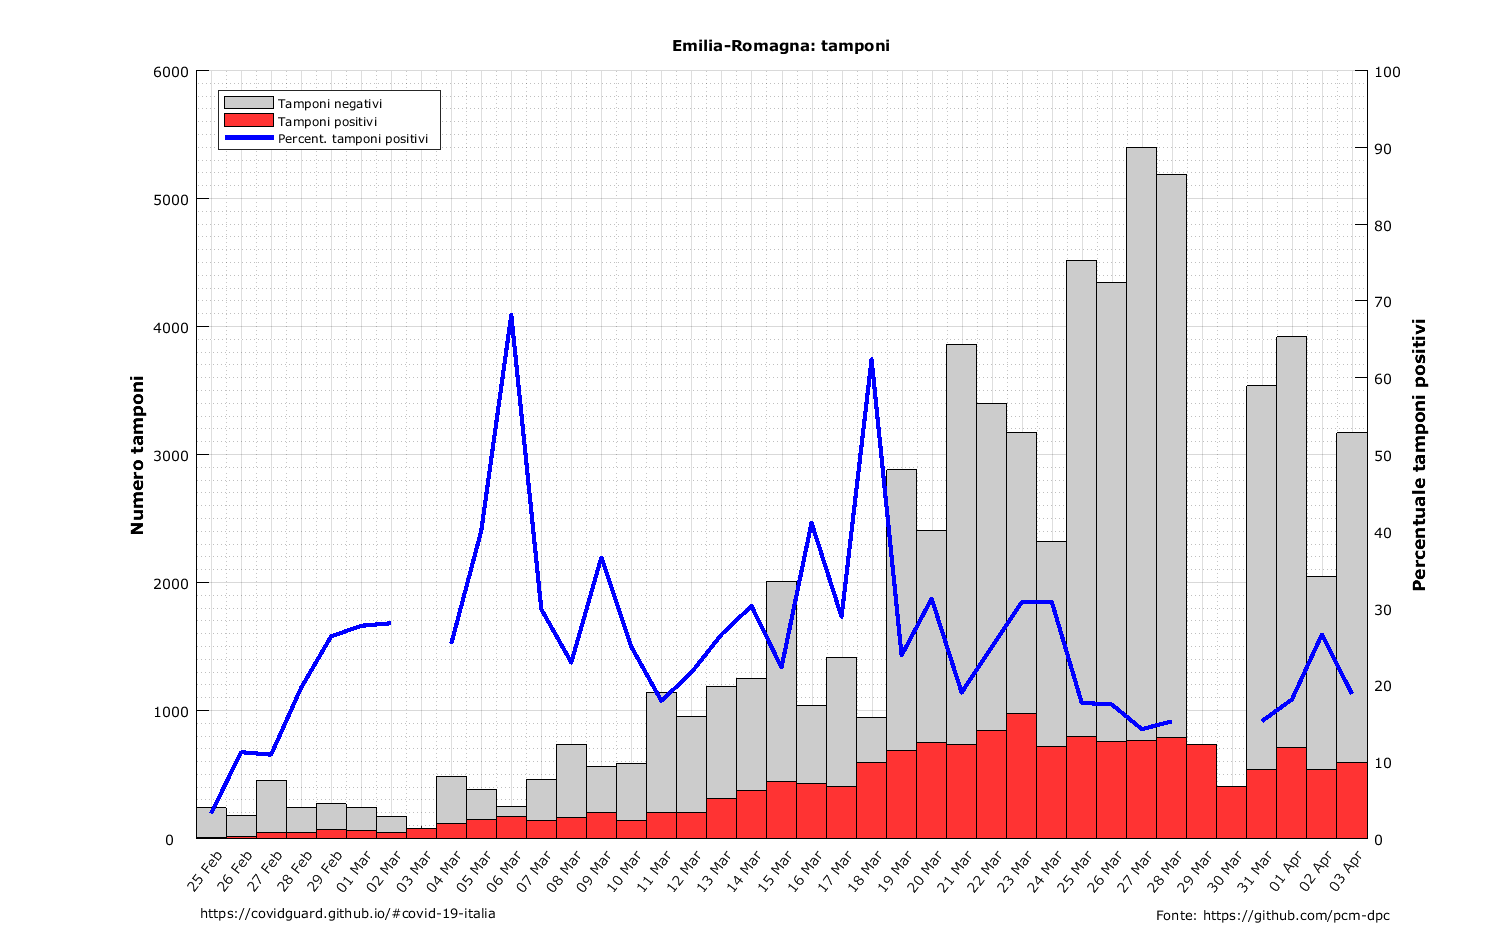 Emilia-Romagna: tamponi
Tamponi negativi
Tamponi positivi
Percent. tamponi positivi
Numero tamponi
6000
5000
4000
3000
2000
1000
0
100
90
80
70
60
50
40
30
20
10
0
Percentuale tamponi positivi
25 Feb
26 Feb
27 Feb
28 Feb
29 Feb
01 Mar
02 Mar
03 Mar
04 Mar
05 Mar
06 Mar
07 Mar
08 Mar
09 Mar
10 Mar
11 Mar
12 Mar
13 Mar
14 Mar
15 Mar
16 Mar
17 Mar
18 Mar
19 Mar
20 Mar
21 Mar
22 Mar
23 Mar
24 Mar
25 Mar
26 Mar
27 Mar
28 Mar
29 Mar
30 Mar
31 Mar
01 Apr
02 Apr
03 Apr
https://covidguard.github.io/#covid-19-italia
Fonte: https://github.com/pcm-dpc